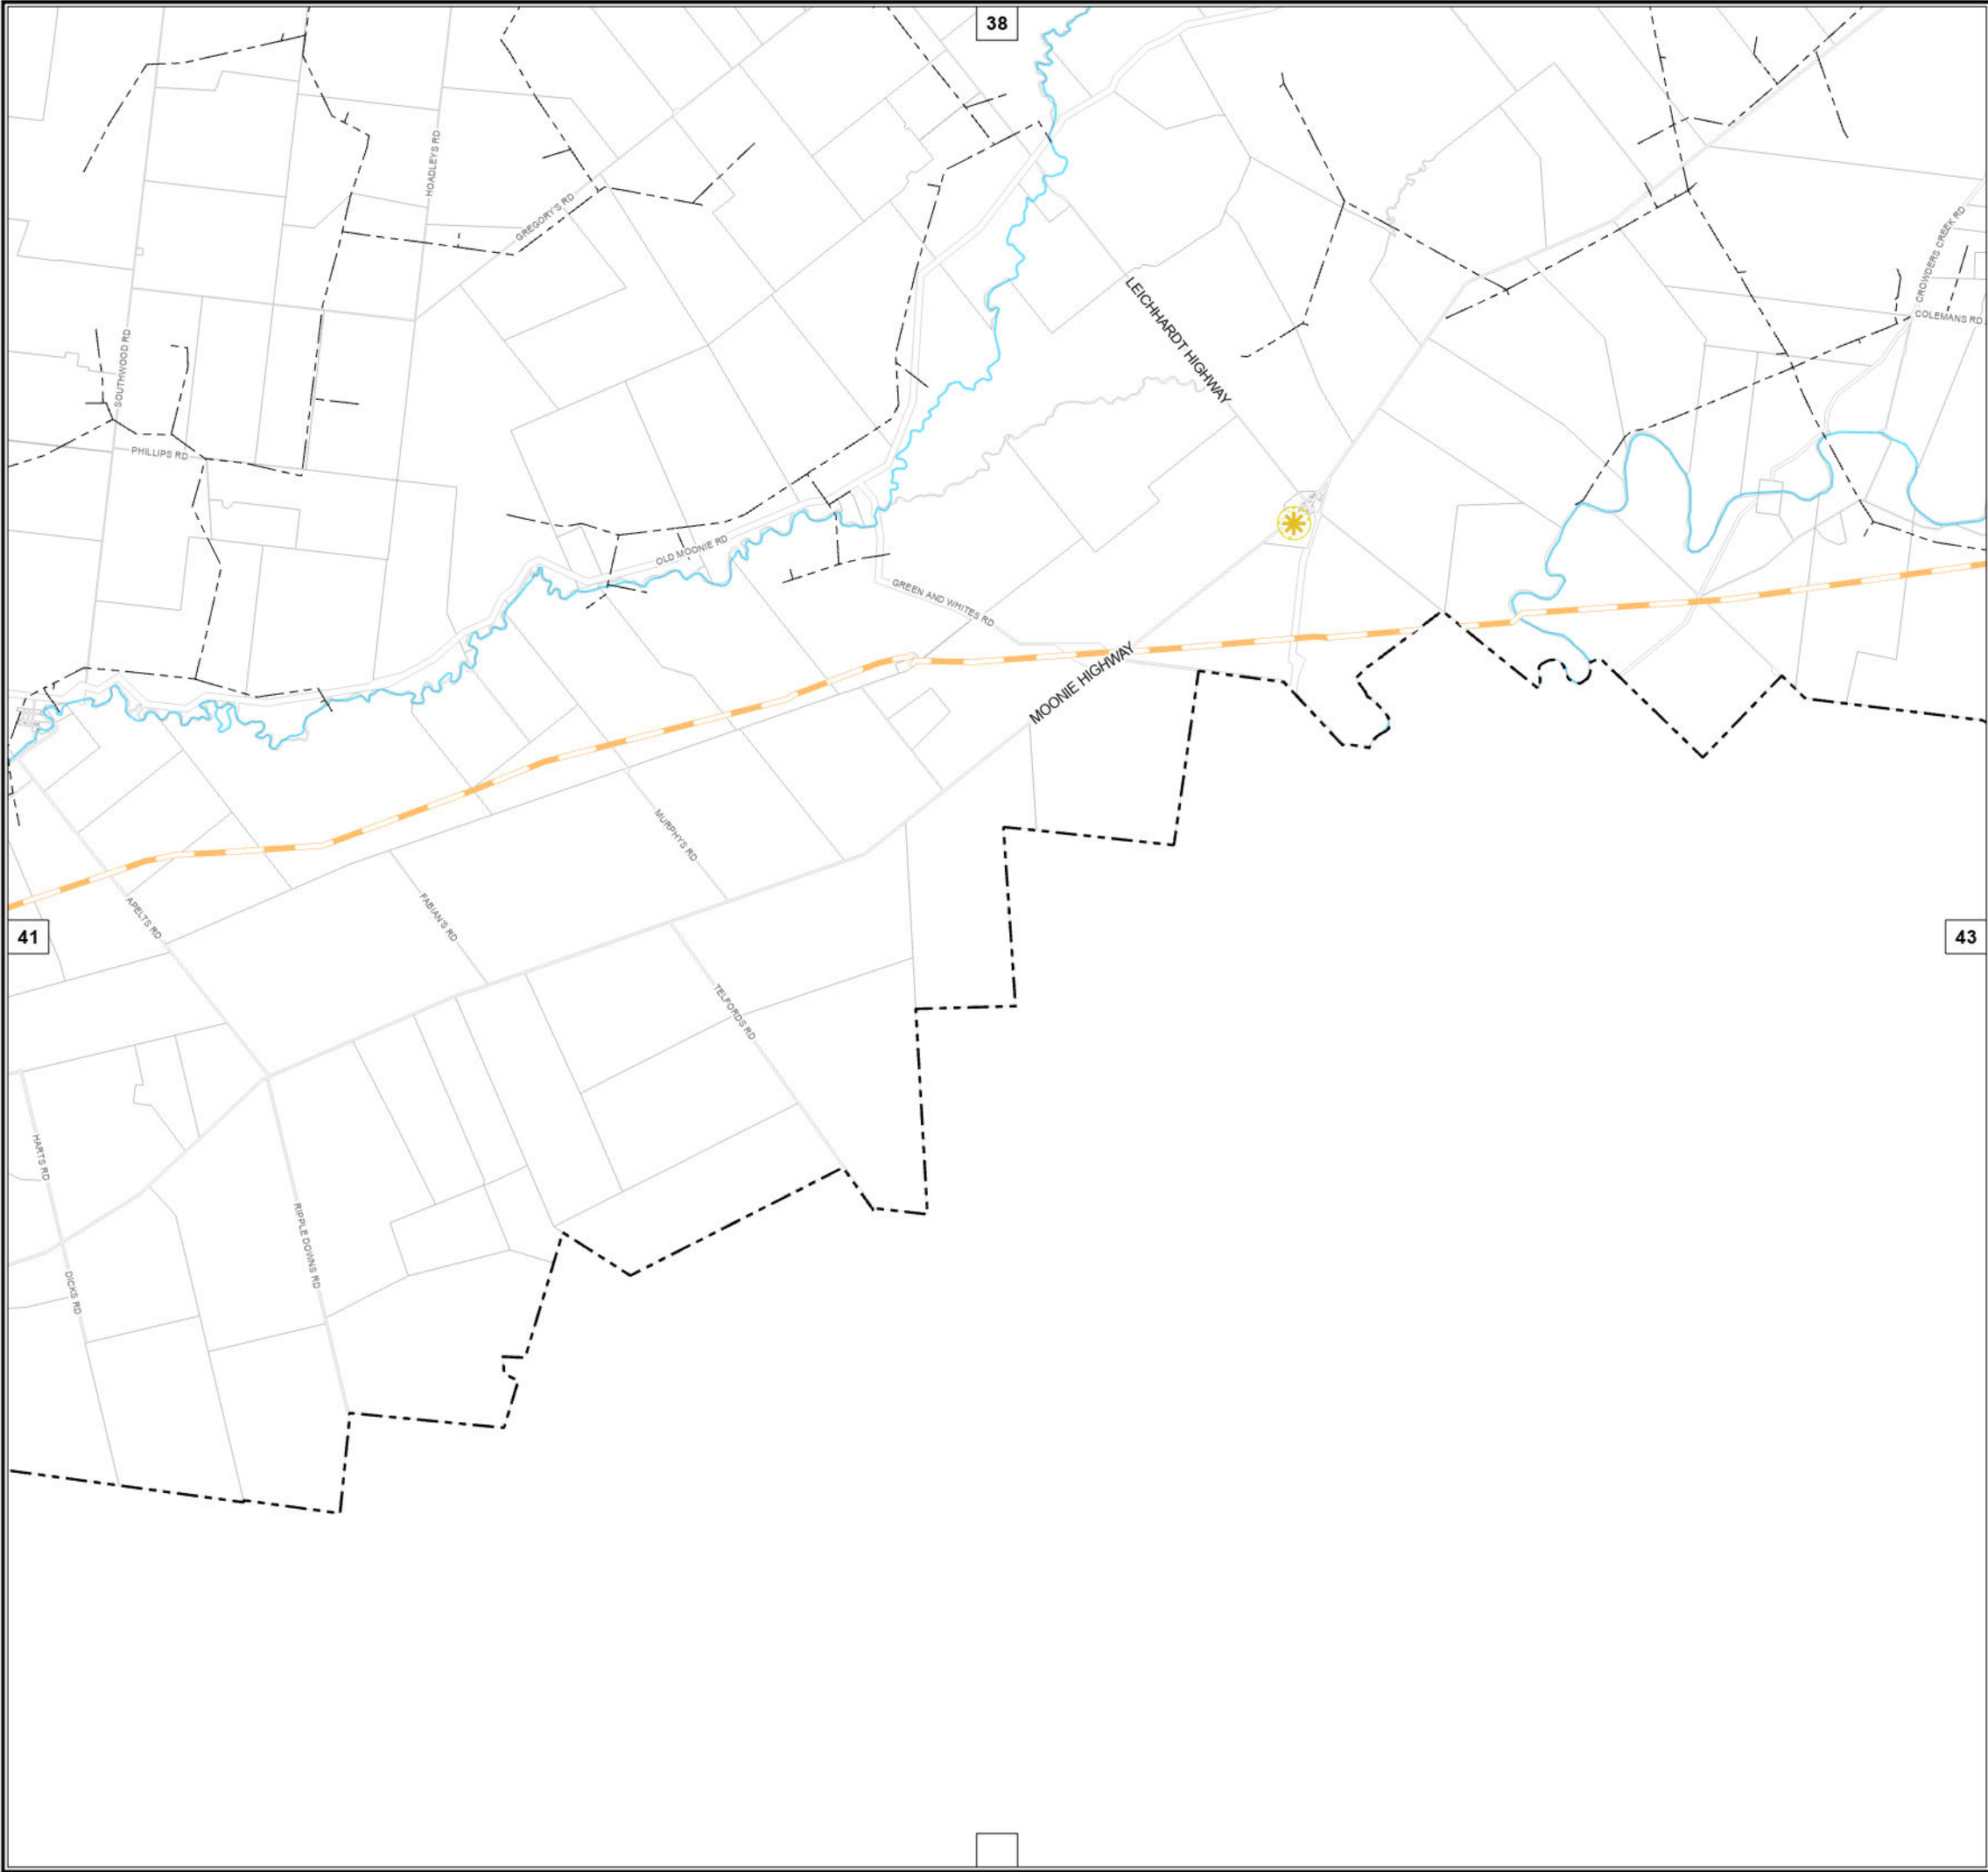 38
HOADLEYS RD
GREGORY'S RD
CROWDERS CREEK RD
COLEMANS RD
LEICHHARDT HIGHWAY
SOUTHWOOD RD
PHILLIPS RD
OLD MOONIE RD
GREEN AND WHITES RD
MOONIE HIGHWAY
MURPHYS RD
APELTS RD
FABIAN'S RD
41
43
TELFORDS RD
HARTS RD
RIPPLE DOWNS RD
DICKS RD